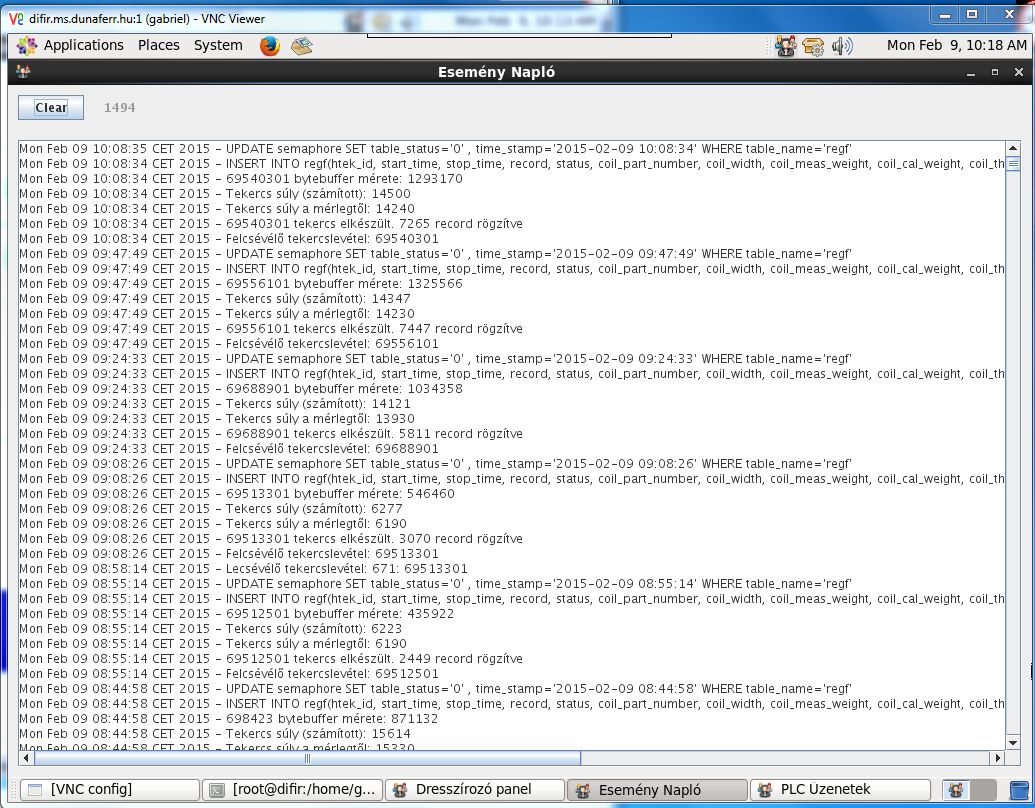 difir.ms.dunaferr.hu:1 (gabriel) - VNC Viewer
Applications Places System Mon Feb 9, 10:18 AM
Esemény Napló
Clear 1494
Mon Feb 09 10:08:35 CET 2015 - UPDATE semaphore SET table_status='0' , time_stamp='2015-02-09 10:08:34' WHERE table_name='regf'
Mon Feb 09 10:08:34 CET 2015 - INSERT INTO regf(htek_id, start_time, stop_time, record, status, coil_part_number, coil_width, coil_meas_weight, coil_cal_weight, coil_th
Mon Feb 09 10:08:34 CET 2015 - 69540301 bytebuffer mérete: 1293170
Mon Feb 09 10:08:34 CET 2015 - Tekercs súly (számított): 14500
Mon Feb 09 10:08:34 CET 2015 - Tekercs súly a mérlegtől: 14240
Mon Feb 09 10:08:34 CET 2015 - 69540301 tekercs elkészült. 7265 record rögzítve
Mon Feb 09 10:08:34 CET 2015 - Felcsévélő tekercslevétel: 69540301
Mon Feb 09 09:47:49 CET 2015 - UPDATE semaphore SET table_status='0' , time_stamp='2015-02-09 09:47:49' WHERE table_name='regf'
Mon Feb 09 09:47:49 CET 2015 - INSERT INTO regf(htek_id, start_time, stop_time, record, status, coil_part_number, coil_width, coil_meas_weight, coil_cal_weight, coil_th
Mon Feb 09 09:47:49 CET 2015 - 69556101 bytebuffer mérete: 1325566
Mon Feb 09 09:47:49 CET 2015 - Tekercs súly (számított): 14347
Mon Feb 09 09:47:49 CET 2015 - Tekercs súly a mérlegtől: 14230
Mon Feb 09 09:47:49 CET 2015 - 69556101 tekercs elkészült. 7447 record rögzítve
Mon Feb 09 09:47:49 CET 2015 - Felcsévélő tekercslevétel: 69556101
Mon Feb 09 09:24:33 CET 2015 - UPDATE semaphore SET table_status='0' , time_stamp='2015-02-09 09:24:33' WHERE table_name='regf'
Mon Feb 09 09:24:33 CET 2015 - INSERT INTO regf(htek_id, start_time, stop_time, record, status, coil_part_number, coil_width, coil_meas_weight, coil_cal_weight, coil_th
Mon Feb 09 09:24:33 CET 2015 - 69688901 bytebuffer mérete: 1034358
Mon Feb 09 09:24:33 CET 2015 - Tekercs súly (számított): 14121
Mon Feb 09 09:24:33 CET 2015 - Tekercs súly a mérlegtől: 13930
Mon Feb 09 09:24:33 CET 2015 - 69688901 tekercs elkészült. 5811 record rögzítve
Mon Feb 09 09:24:33 CET 2015 - Felcsévélő tekercslevétel: 69688901
Mon Feb 09 09:08:26 CET 2015 - UPDATE semaphore SET table_status='0' , time_stamp='2015-02-09 09:08:26' WHERE table_name='regf'
Mon Feb 09 09:08:26 CET 2015 - INSERT INTO regf(htek_id, start_time, stop_time, record, status, coil_part_number, coil_width, coil_meas_weight, coil_cal_weight, coil_th
Mon Feb 09 09:08:26 CET 2015 - 69513301 bytebuffer mérete: 546460
Mon Feb 09 09:08:26 CET 2015 - Tekercs súly (számított): 6277
Mon Feb 09 09:08:26 CET 2015 - Tekercs súly a mérlegtől: 6190
Mon Feb 09 09:08:26 CET 2015 - 69513301 tekercs elkészült. 3070 record rögzítve
Mon Feb 09 09:08:26 CET 2015 - Felcsévélő tekercslevétel: 69513301
Mon Feb 09 08:58:14 CET 2015 - Lecsévélő tekercslevétel: 671: 69513301
Mon Feb 09 08:55:14 CET 2015 - UPDATE semaphore SET table_status='0' , time_stamp='2015-02-09 08:55:14' WHERE table_name='regf'
Mon Feb 09 08:55:14 CET 2015 - INSERT INTO regf(htek_id, start_time, stop_time, record, status, coil_part_number, coil_width, coil_meas_weight, coil_cal_weight, coil_th
Mon Feb 09 08:55:14 CET 2015 - 69512501 bytebuffer mérete: 435922
Mon Feb 09 08:55:14 CET 2015 - Tekercs súly (számított): 6223
Mon Feb 09 08:55:14 CET 2015 - Tekercs súly a mérlegtől: 6190
Mon Feb 09 08:55:14 CET 2015 - 69512501 tekercs elkészült. 2449 record rögzítve
Mon Feb 09 08:55:14 CET 2015 - Felcsévélő tekercslevétel: 69512501
Mon Feb 09 08:44:58 CET 2015 - UPDATE semaphore SET table_status='0' , time_stamp='2015-02-09 08:44:58' WHERE table_name='regf'
Mon Feb 09 08:44:58 CET 2015 - INSERT INTO regf(htek_id, start_time, stop_time, record, status, coil_part_number, coil_width, coil_meas_weight, coil_cal_weight, coil_th
Mon Feb 09 08:44:58 CET 2015 - 698423 bytebuffer mérete: 871132
Mon Feb 09 08:44:58 CET 2015 - Tekercs súly (számított): 15614
Mon Feb 09 08:44:58 CET 2015 - Tekercs súly a mérlegtől: 15330
[VNC config] [root@difir:/home/g... Dresszírozó panel Esemény Napló PLC Üzenetek